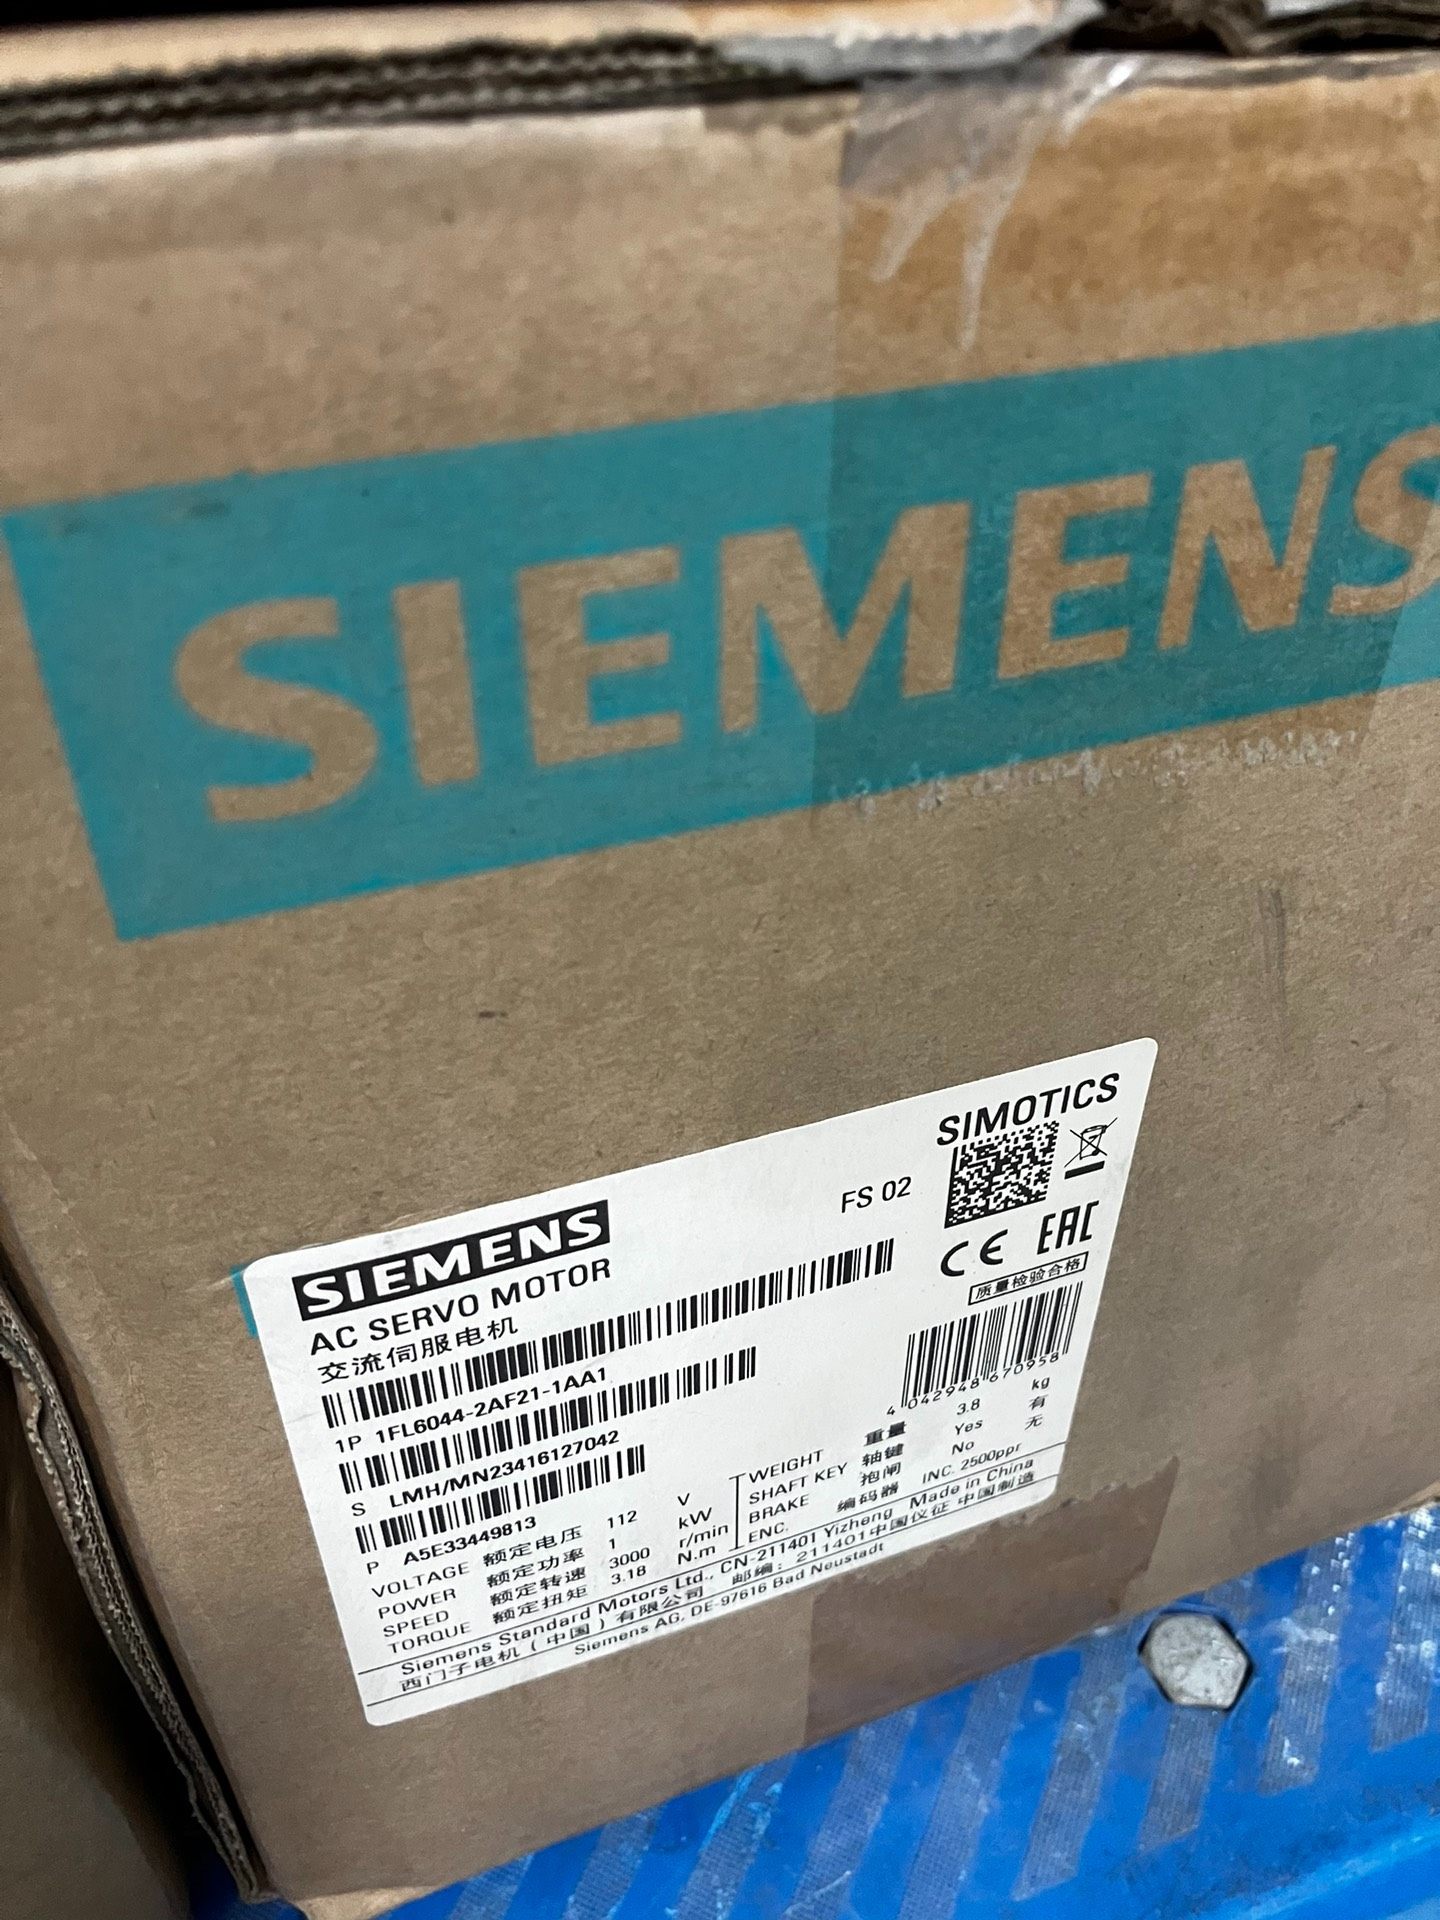 SIEMENS
SIMOTICS
FS 02
SIEMENS
AC SERVO MOTOR
交流伺服电机
CE EAC
质量检验合格
1P 1FL6044-2AF21-1AA1
4 042948 670958
S LMH/MN23416127042
P A5E33449813
VOLTAGE 额定电压 112 V
POWER 额定功率 1 kW
SPEED 额定转速 3000 r/min
TORQUE 额定扭矩 3.18 N.m
WEIGHT 重量 3.8 kg
SHAFT KEY 轴键 Yes 有
BRAKE 抱闸 No 无
ENC. 编码器 INC. 2500ppr
Siemens Standard Motors Ltd., CN-211401 Yizheng Made in China
西门子电机（中国）有限公司 邮编：211401中国仪征 中国制造
Siemens AG, DE-97616 Bad Neustadt